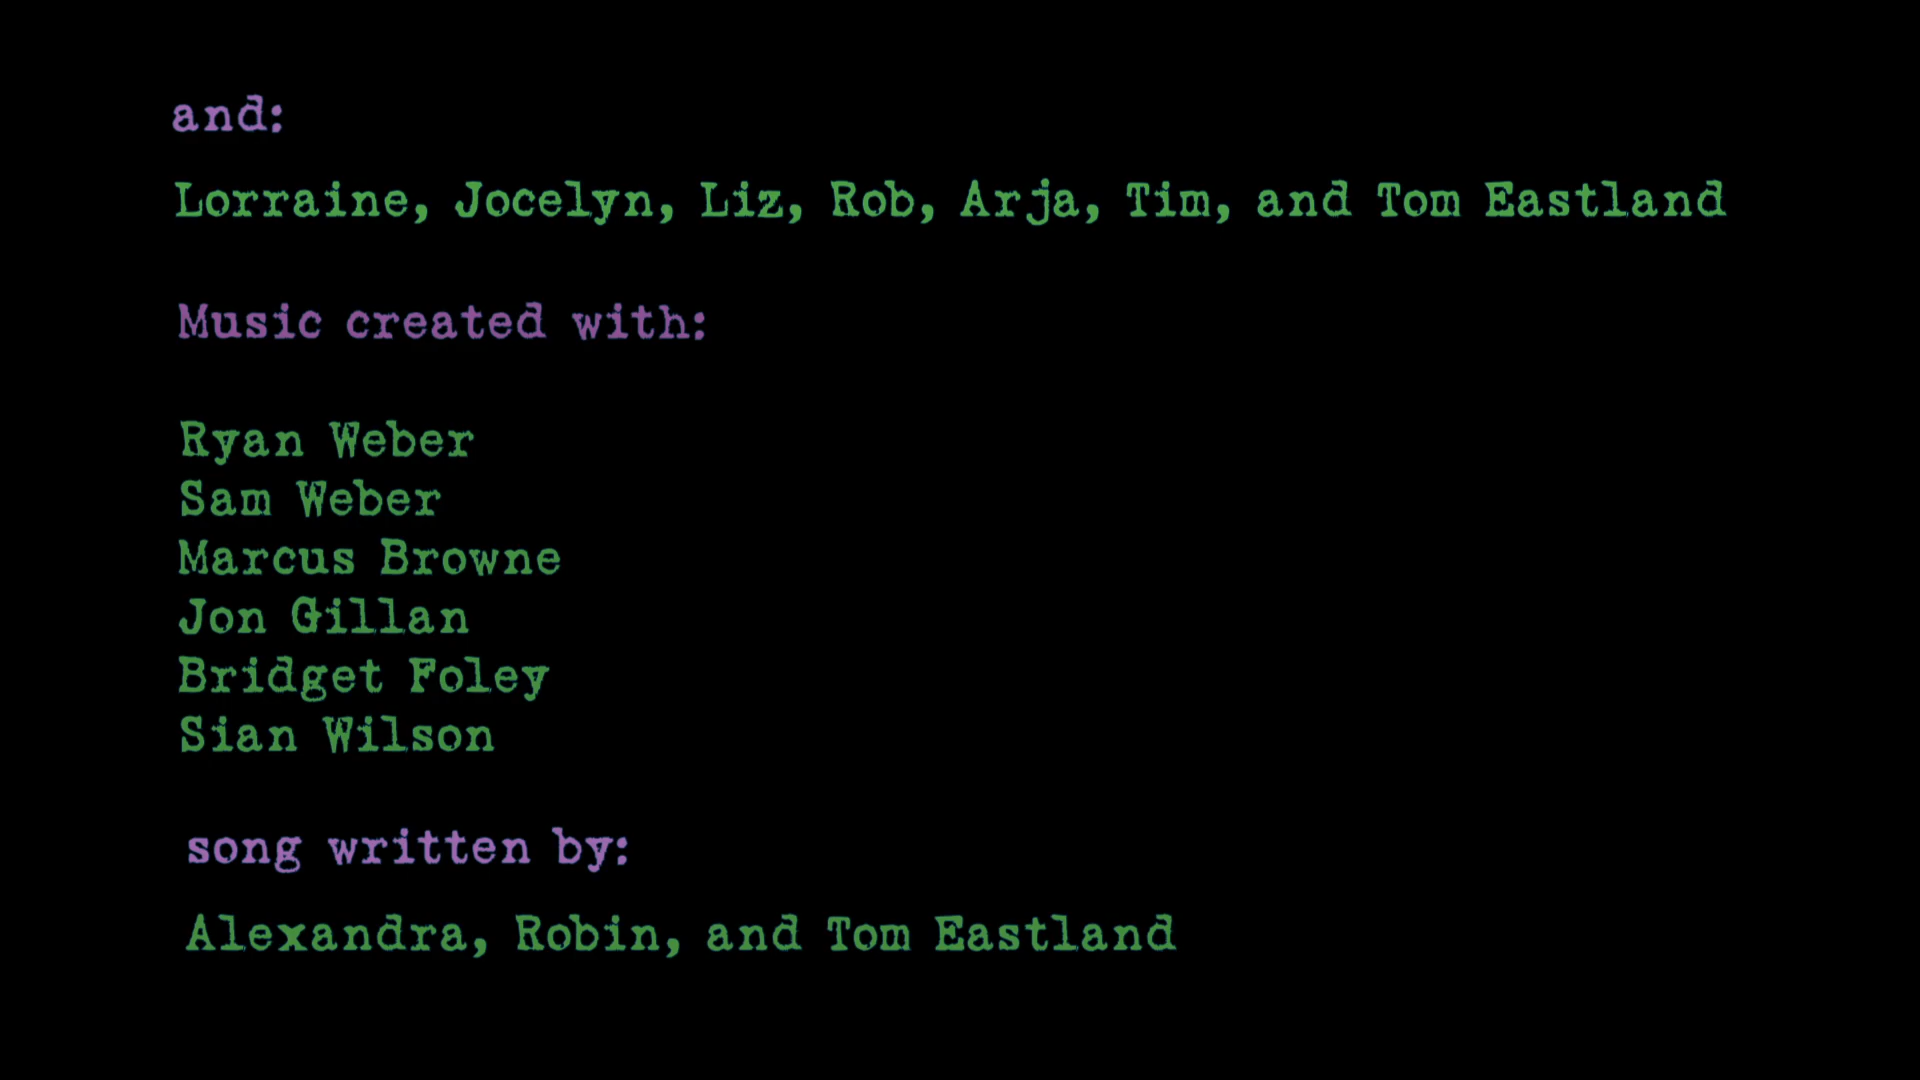 and:
Lorraine, Jocelyn, Liz, Rob, Arja, Tim, and Tom Eastland
Music created with:
Ryan Weber
Sam Weber
Marcus Browne
Jon Gillan
Bridget Foley
Sian Wilson
song written by:
Alexandra, Robin, and Tom Eastland